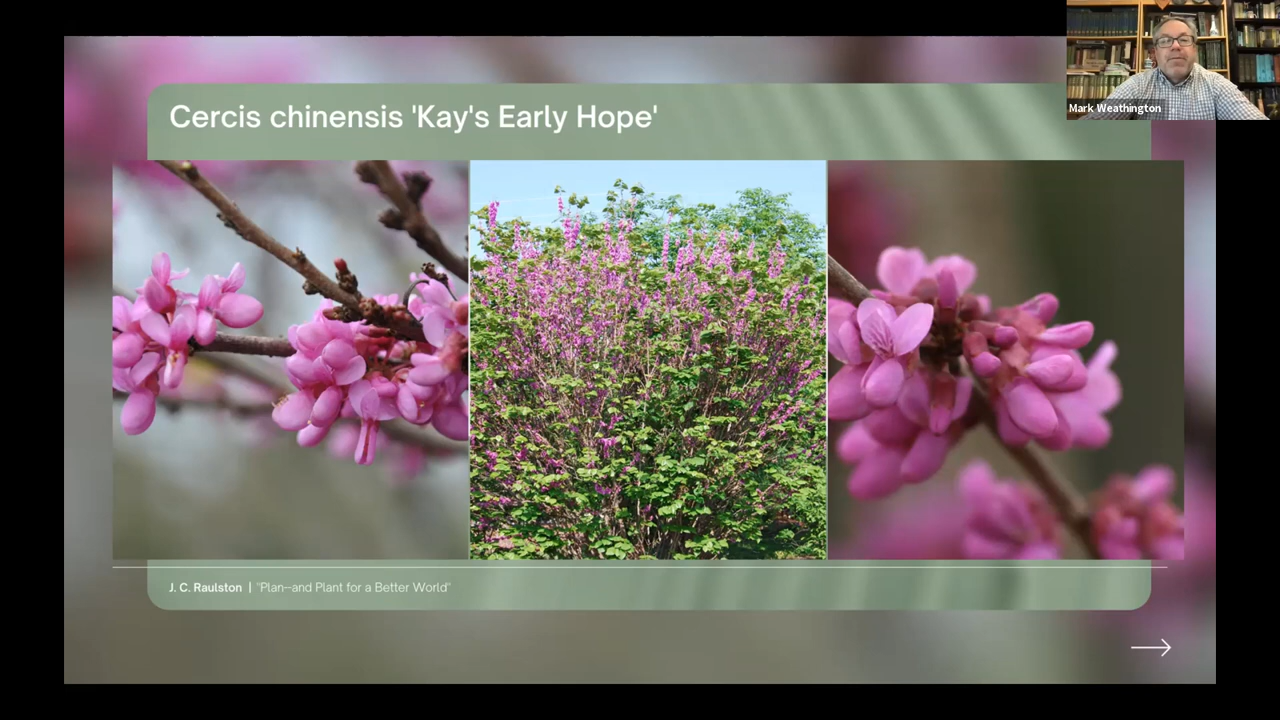 Cercis chinensis 'Kay's Early Hope'
Mark Weathington
J. C. Raulston | "Plan—and Plant for a Better World"